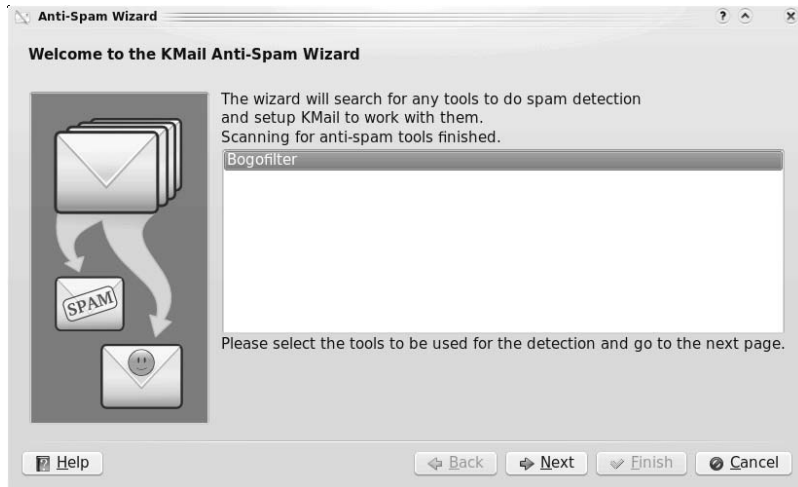 Anti-Spam Wizard
Welcome to the KMail Anti-Spam Wizard
The wizard will search for any tools to do spam detection
and setup KMail to work with them.
Scanning for anti-spam tools finished.
Bogofilter
SPAM
Please select the tools to be used for the detection and go to the next page.
Help
Back
Next
Finish
Cancel